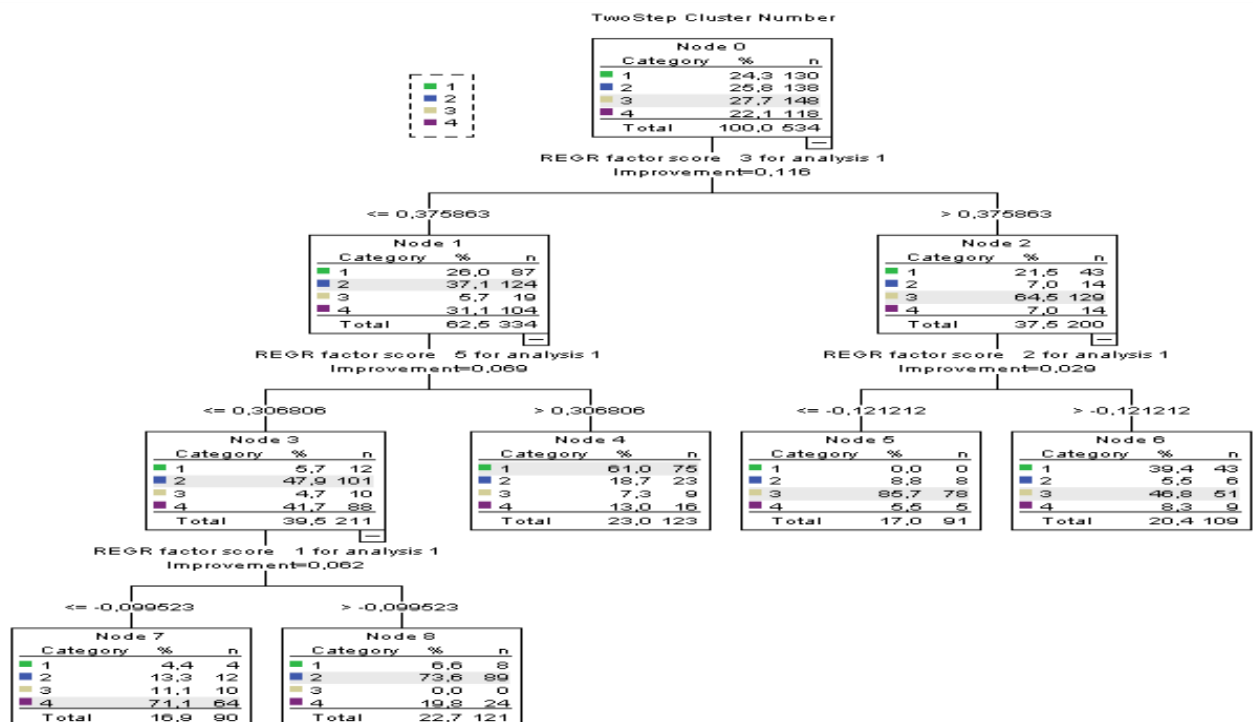 TwoStep Cluster Number
Node 0
Category % n
1 24,3 130
2 25,8 138
3 27,7 148
4 22,1 118
Total 100,0 534
1
2
3
4
REGR factor score 3 for analysis 1
Improvement=0,116
<= 0,375863
> 0,375863
Node 1
Category % n
1 26,0 87
2 37,1 124
3 5,7 19
4 31,1 104
Total 62,5 334
Node 2
Category % n
1 21,5 43
2 7,0 14
3 64,5 129
4 7,0 14
Total 37,5 200
REGR factor score 5 for analysis 1
Improvement=0,069
REGR factor score 2 for analysis 1
Improvement=0,029
<= 0,306806
> 0,306806
<= -0,121212
> -0,121212
Node 3
Category % n
1 5,7 12
2 47,9 101
3 4,7 10
4 41,7 88
Total 39,5 211
Node 4
Category % n
1 61,0 75
2 18,7 23
3 7,3 9
4 13,0 16
Total 23,0 123
Node 5
Category % n
1 0,0 0
2 8,8 8
3 85,7 78
4 5,5 5
Total 17,0 91
Node 6
Category % n
1 39,4 43
2 5,5 6
3 46,8 51
4 8,3 9
Total 20,4 109
REGR factor score 1 for analysis 1
Improvement=0,062
<= -0,099523
> -0,099523
Node 7
Category % n
1 4,4 4
2 13,3 12
3 11,1 10
4 71,1 64
Total 16,9 90
Node 8
Category % n
1 6,6 8
2 73,6 89
3 0,0 0
4 19,8 24
Total 22,7 121